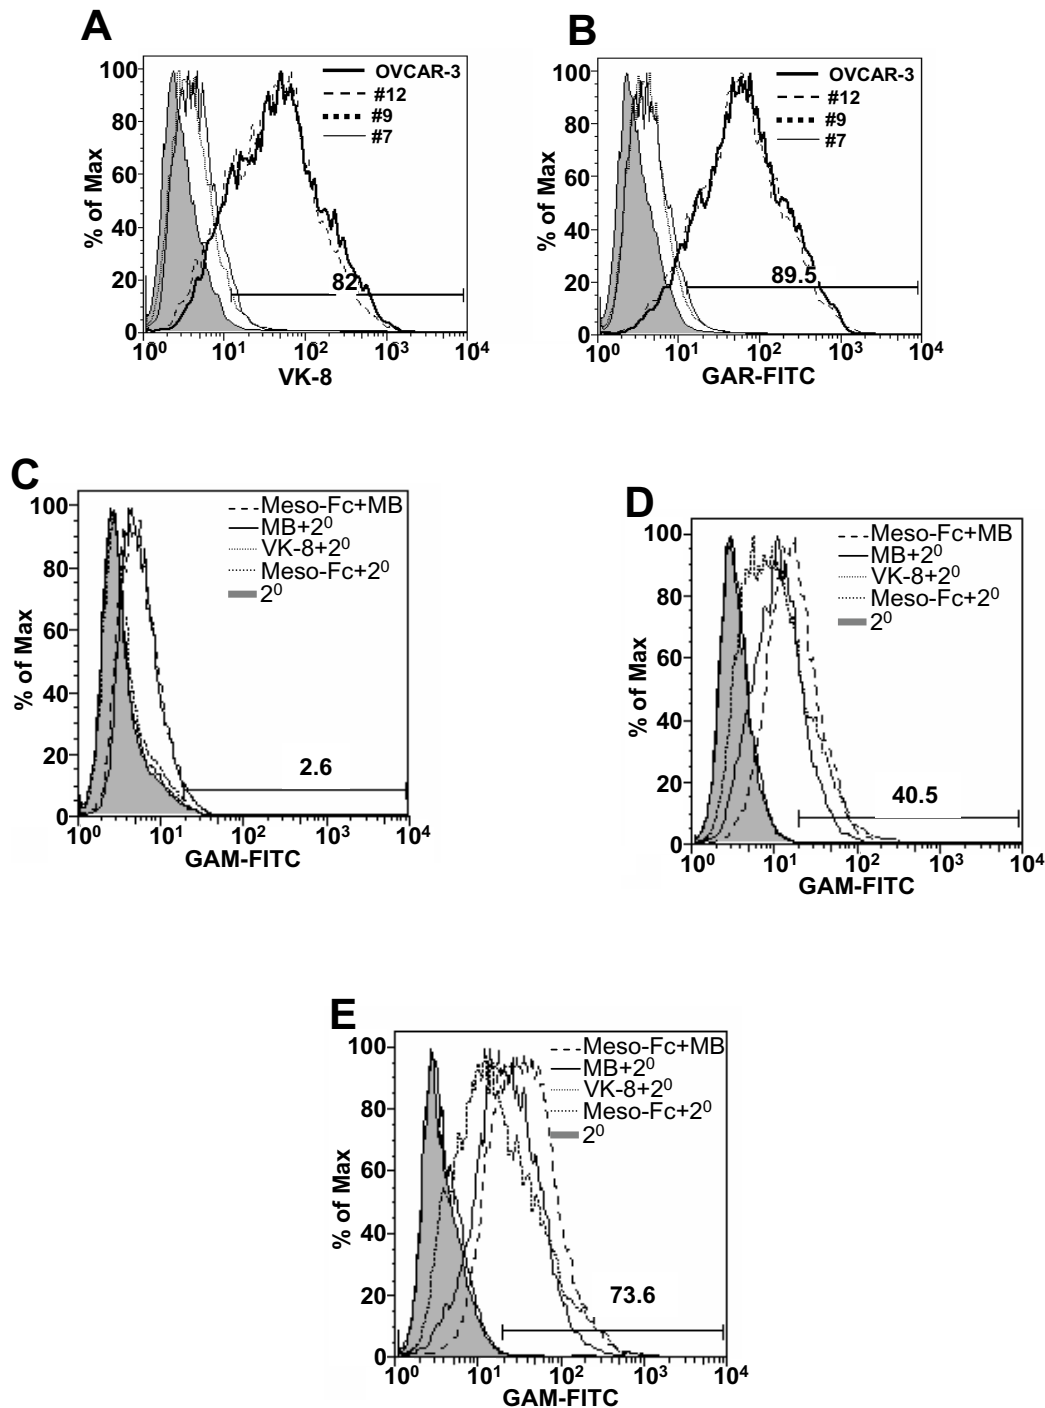 A
100
80
60
40
20
0
% of Max
OVCAR-3
#12
#9
#7
82
10⁰ 10¹ 10² 10³ 10⁴
VK-8
B
100
80
60
40
20
0
% of Max
OVCAR-3
#12
#9
#7
89.5
10⁰ 10¹ 10² 10³ 10⁴
GAR-FITC
C
100
80
60
40
20
0
% of Max
Meso-Fc+MB
MB+2⁰
VK-8+2⁰
Meso-Fc+2⁰
2⁰
2.6
10⁰ 10¹ 10² 10³ 10⁴
GAM-FITC
D
100
80
60
40
20
0
% of Max
Meso-Fc+MB
MB+2⁰
VK-8+2⁰
Meso-Fc+2⁰
2⁰
40.5
10⁰ 10¹ 10² 10³ 10⁴
GAM-FITC
E
100
80
60
40
20
0
% of Max
Meso-Fc+MB
MB+2⁰
VK-8+2⁰
Meso-Fc+2⁰
2⁰
73.6
10⁰ 10¹ 10² 10³ 10⁴
GAM-FITC